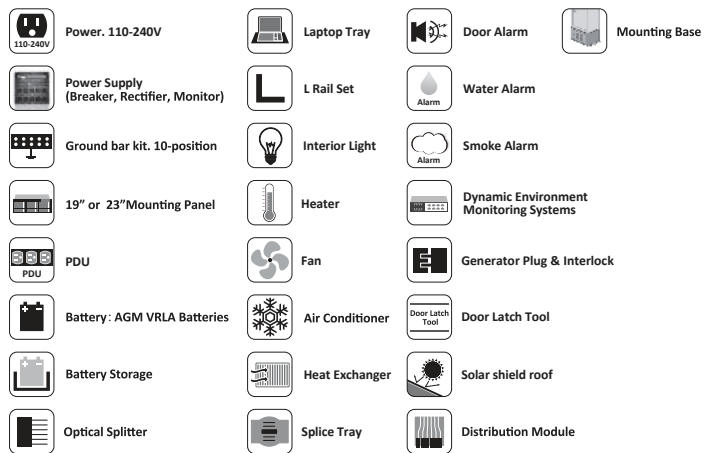 110-240V
Power. 110-240V
Laptop Tray
Door Alarm
Mounting Base
Power Supply
(Breaker, Rectifier, Monitor)
L Rail Set
Alarm
Water Alarm
Ground bar kit. 10-position
Interior Light
Alarm
Smoke Alarm
19” or 23”Mounting Panel
Heater
Dynamic Environment
Monitoring Systems
PDU
PDU
Fan
Generator Plug & Interlock
Battery: AGM VRLA Batteries
Air Conditioner
Door Latch
Tool
Door Latch Tool
Battery Storage
Heat Exchanger
Solar shield roof
Optical Splitter
Splice Tray
Distribution Module